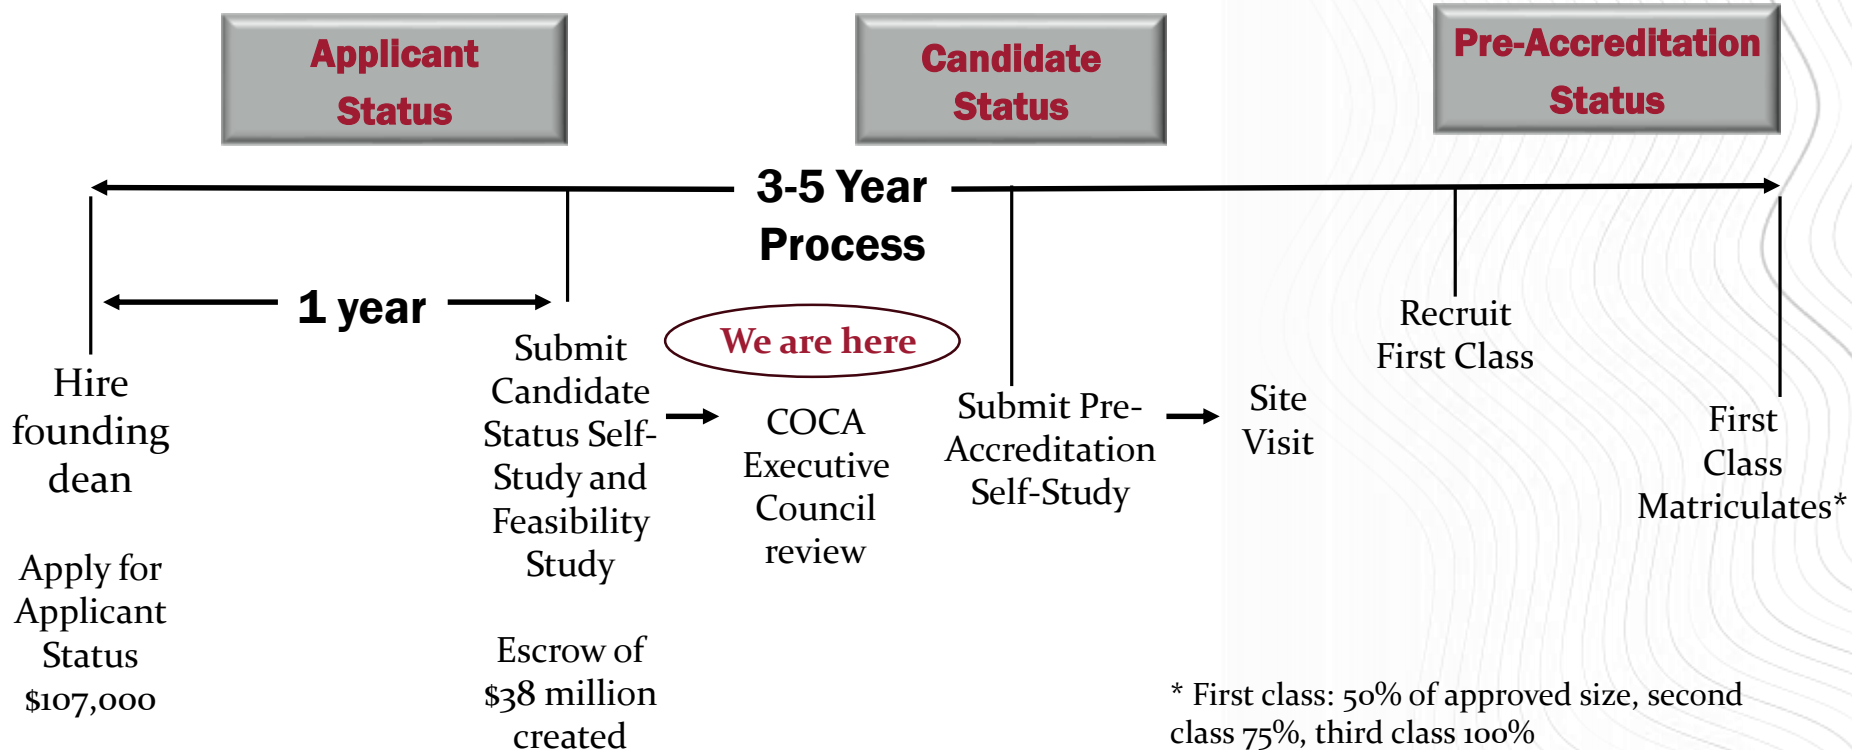 Applicant
Status
Candidate
Status
Pre-Accreditation
Status
3-5 Year
Process
1 year
Hire
founding
dean
Apply for
Applicant
Status
$107,000
Submit
Candidate
Status Self-
Study and
Feasibility
Study
Escrow of
$38 million
created
We are here
COCA
Executive
Council
review
Submit Pre-
Accreditation
Self-Study
Site
Visit
Recruit
First Class
First
Class
Matriculates*
* First class: 50% of approved size, second
class 75%, third class 100%